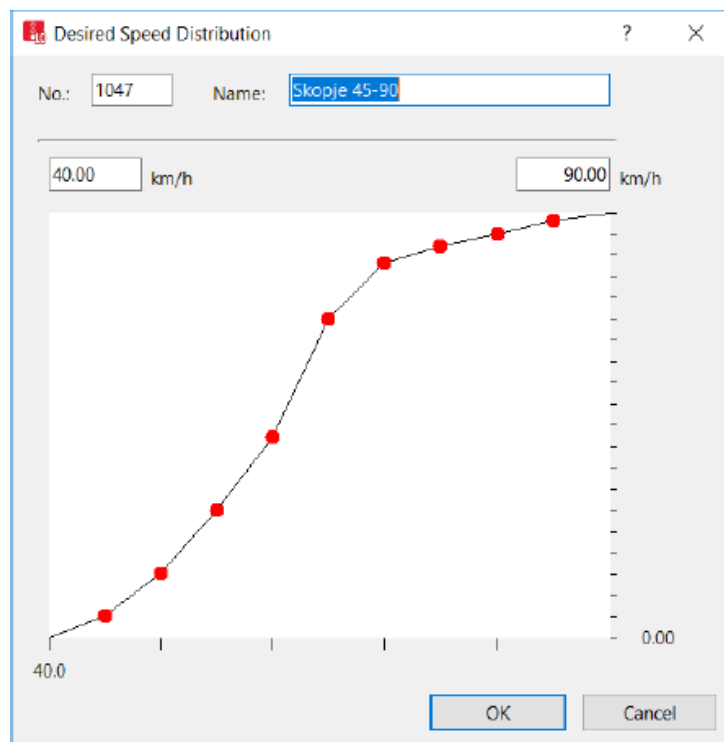 Desired Speed Distribution ?
No.: 1047 Name: Skopje 45-90
40.00 km/h 90.00 km/h
0.00
40.0
OK Cancel